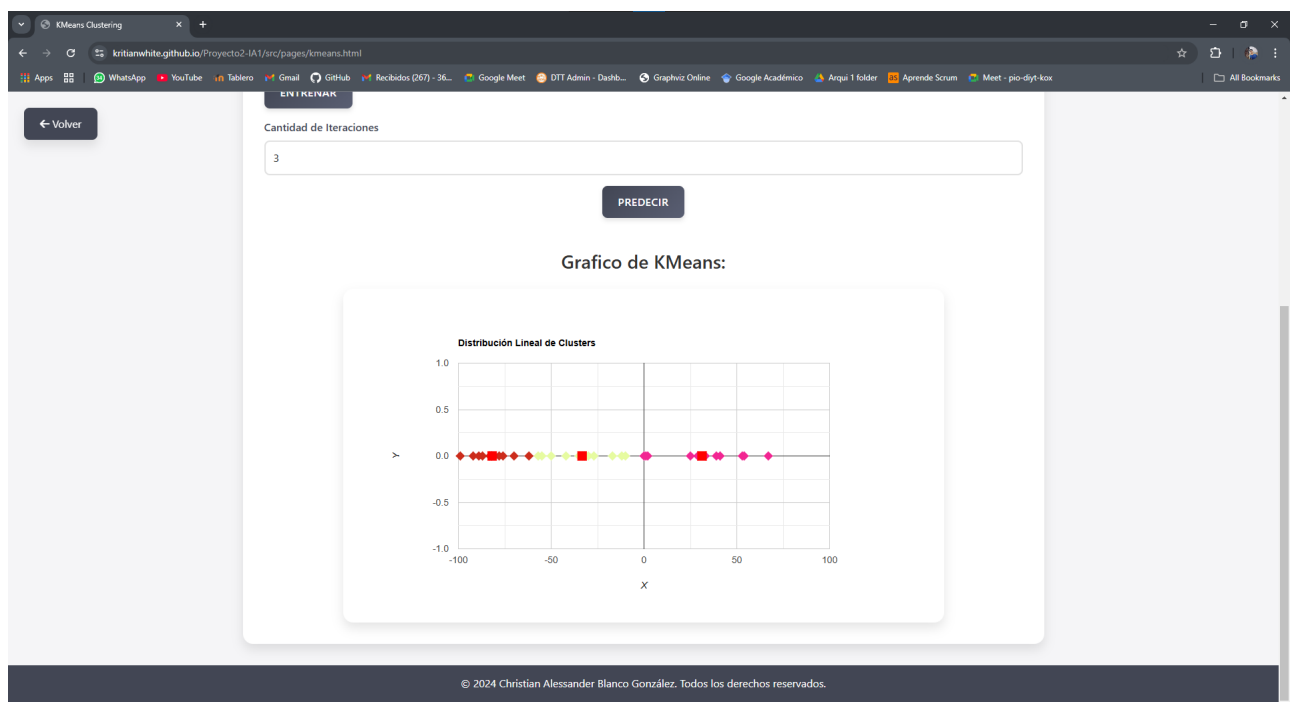 KMeans Clustering
kritianwhite.github.io/Proyecto2-IA1/src/pages/kmeans.html
Apps WhatsApp YouTube Tablero Gmail GitHub Recibidos (267) - 36... Google Meet DTT Admin - Dashb... Graphviz Online Google Académico Arqui 1 folder Aprende Scrum Meet - pio-diyt-kox All Bookmarks
ENTRENAR
Volver
Cantidad de Iteraciones
3
PREDECIR
Grafico de KMeans:
Distribución Lineal de Clusters
1.0
0.5
Y
0.0
-0.5
-1.0
-100 -50 0 50 100
X
© 2024 Christian Alessander Blanco González. Todos los derechos reservados.